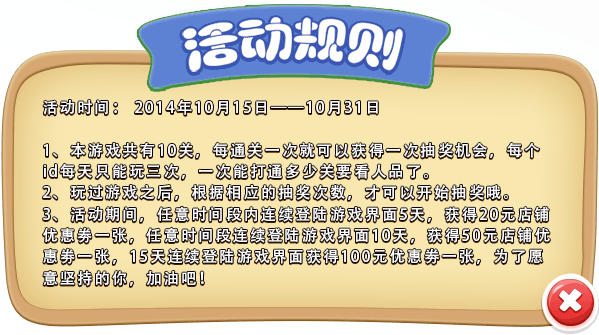 活动规则
活动时间： 2014年10月15日——10月31日
1、本游戏共有10关，每通关一次就可以获得一次抽奖机会，每个
id每天只能玩三次，一次能打通多少关要看人品了。
2、玩过游戏之后，根据相应的抽奖次数，才可以开始抽奖哦。
3、活动期间，任意时间段内连续登陆游戏界面5天，获得20元店铺
优惠券一张，任意时间段连续登陆游戏界面10天，获得50元店铺优
惠券一张，15天连续登陆游戏界面获得100元优惠券一张，为了愿
意坚持的你，加油吧！